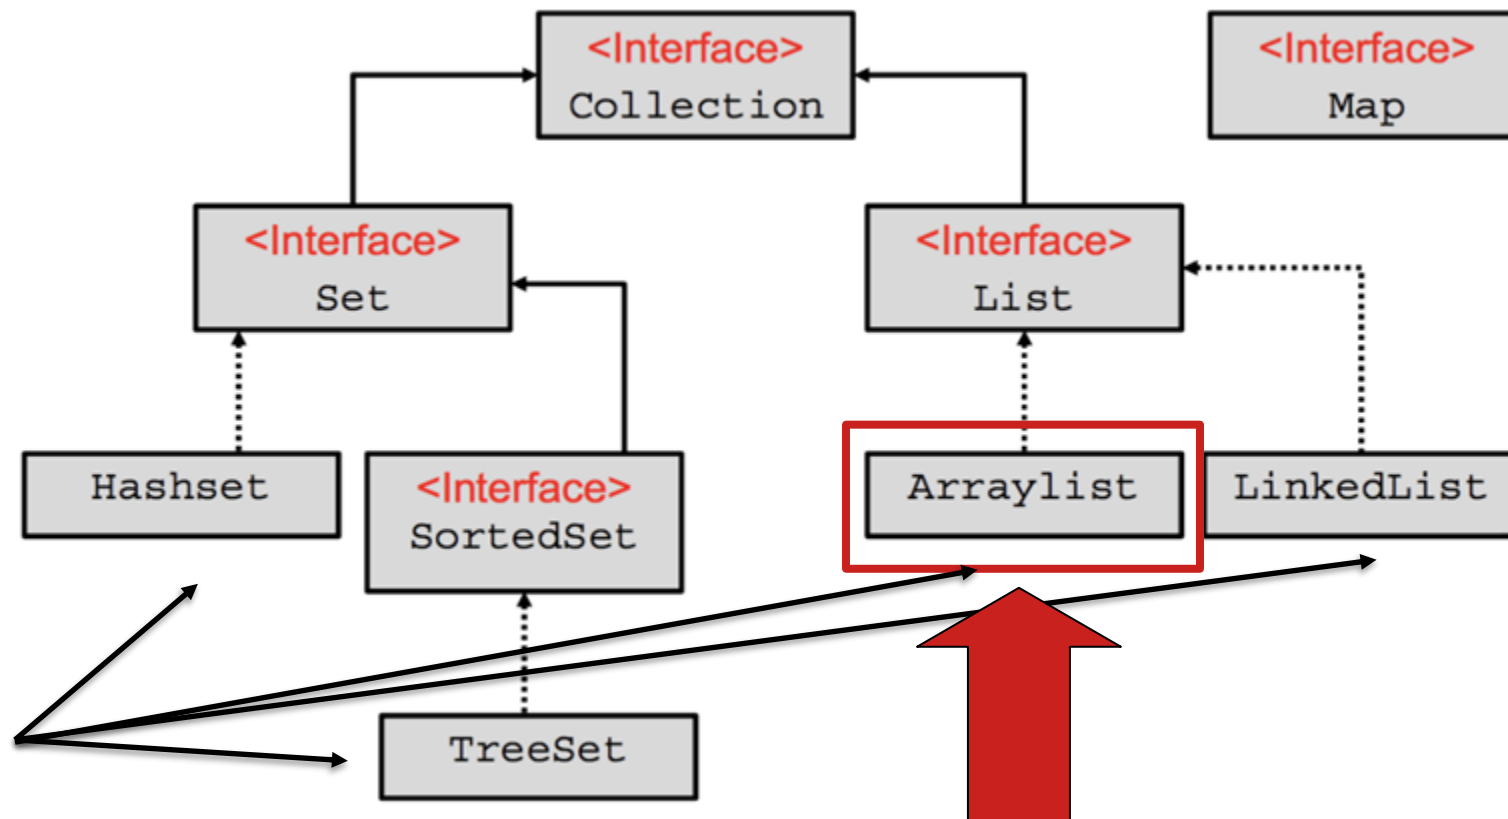 <Interface>
Collection
<Interface>
Map
<Interface>
Set
<Interface>
List
Hashset
<Interface>
SortedSet
Arraylist
LinkedList
TreeSet